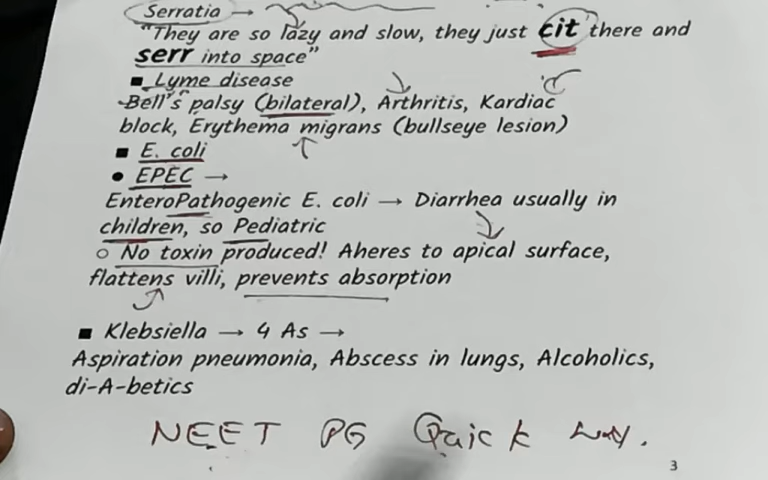 Serratia →
"They are so lazy and slow, they just cit there and
serr into space"
■ Lyme disease
-Bell's palsy (bilateral), Arthritis, Kardiac
block, Erythema migrans (bullseye lesion)
■ E. coli
● EPEC →
EnteroPathogenic E. coli → Diarrhea usually in
children, so Pediatric
○ No toxin produced! Aheres to apical surface,
flattens villi, prevents absorption
■ Klebsiella → 4 As →
Aspiration pneumonia, Abscess in lungs, Alcoholics,
di-A-betics
NEET PG Quick
3